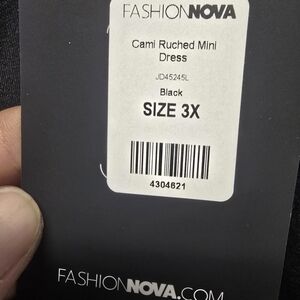 FASHIONNOVA
Cami Ruched Mini
Dress
JD45245L
Black
SIZE 3X
4304621
FASHIONNOVA.COM